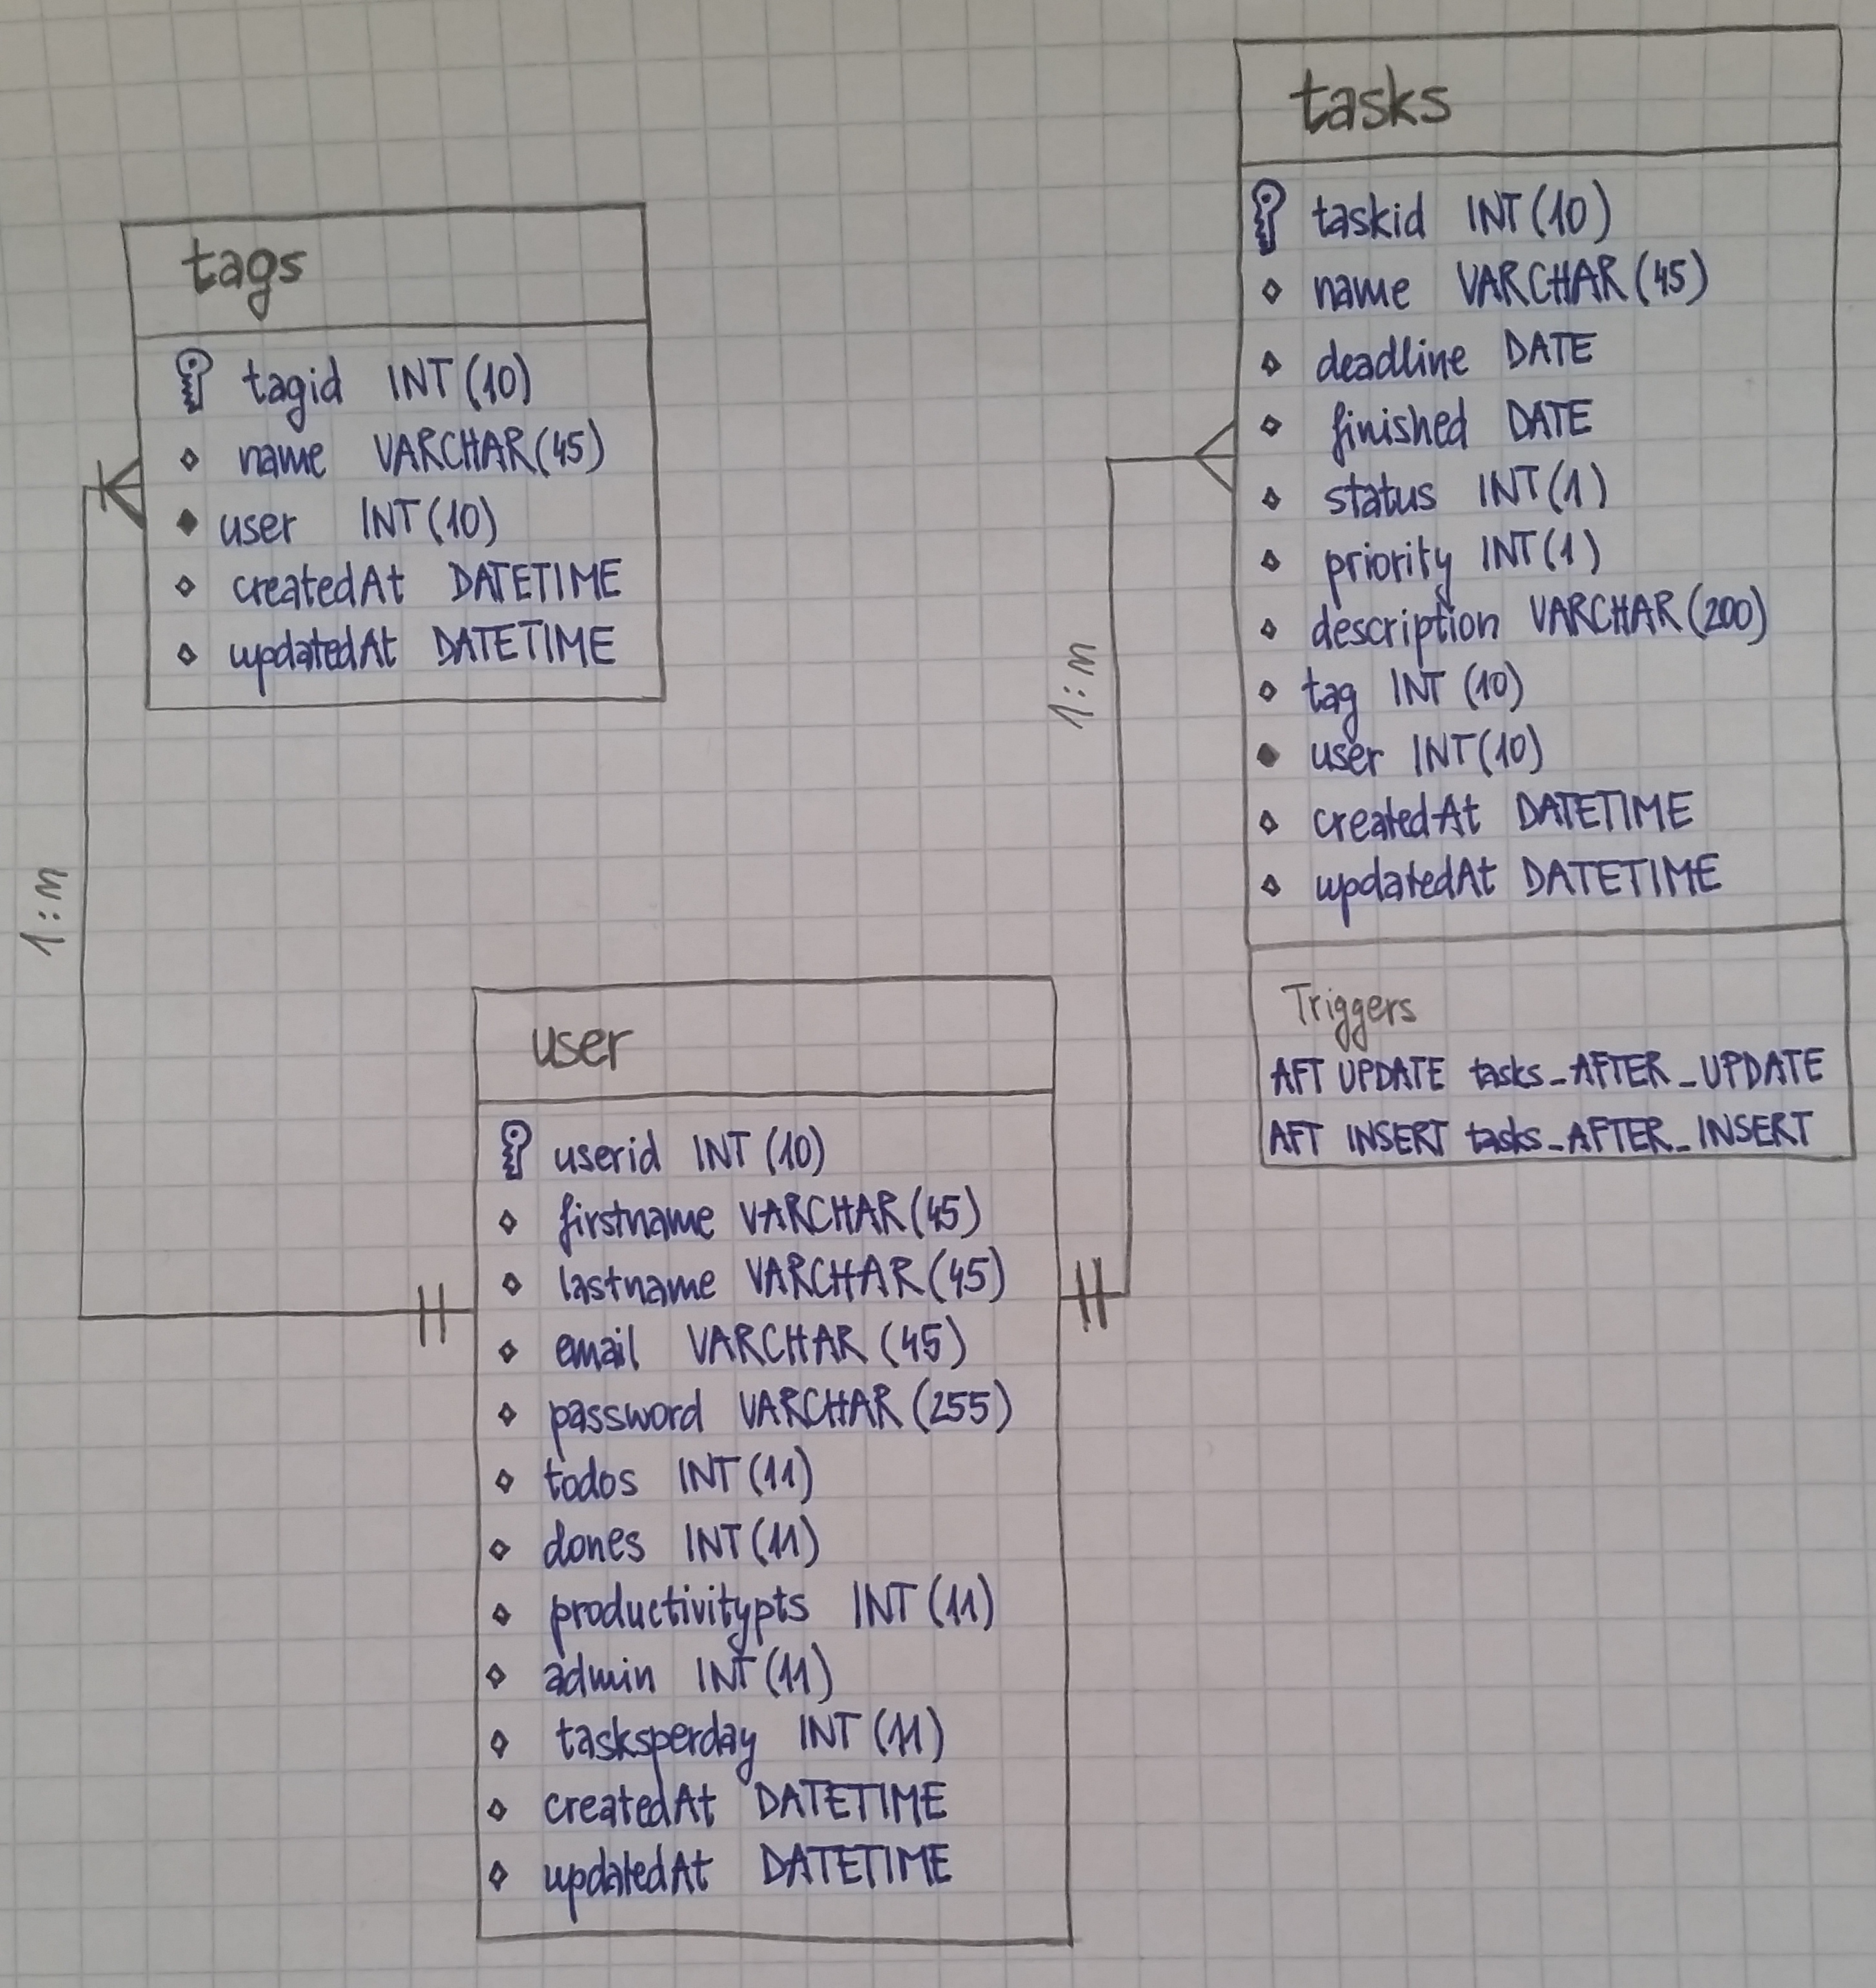 tags
tagid INT(10)
name VARCHAR(45)
user INT(10)
createdAt DATETIME
updatedAt DATETIME
1:m
tasks
taskid INT(10)
name VARCHAR(45)
deadline DATE
finished DATE
status INT(1)
priority INT(1)
description VARCHAR(200)
tag INT(10)
user INT(10)
createdAt DATETIME
updatedAt DATETIME
Triggers
AFT UPDATE tasks_AFTER_UPDATE
AFT INSERT tasks_AFTER_INSERT
1:m
user
userid INT(10)
firstname VARCHAR(45)
lastname VARCHAR(45)
email VARCHAR(45)
password VARCHAR(255)
todos INT(11)
dones INT(11)
productivitypts INT(11)
admin INT(11)
tasksperday INT(11)
createdAt DATETIME
updatedAt DATETIME